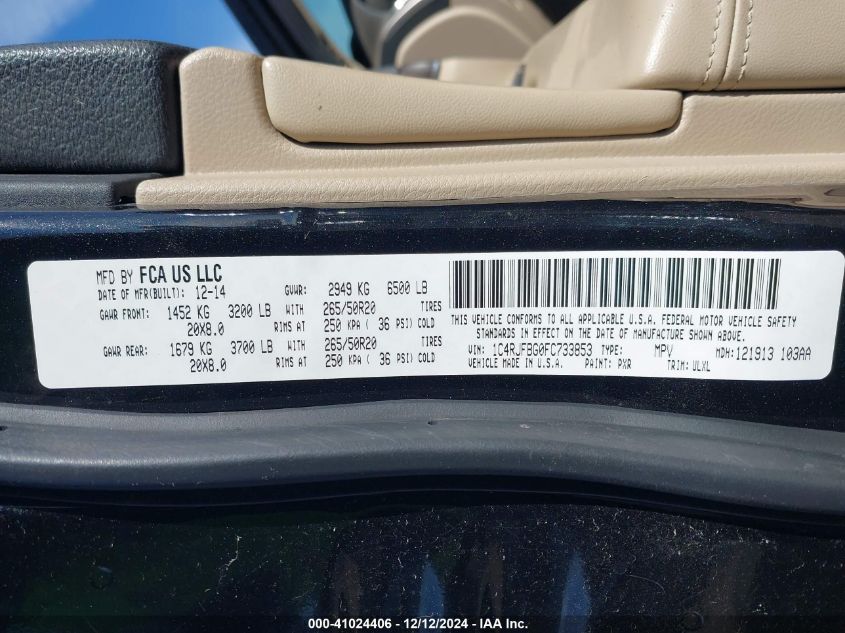 MFD BY FCA US LLC
DATE OF MFR(BUILT): 12-14 GVWR: 2949 KG 6500 LB
GAWR FRONT: 1452 KG 3200 LB WITH 265/50R20 TIRES
20X8.0 RIMS AT 250 KPA ( 36 PSI) COLD
GAWR REAR: 1679 KG 3700 LB WITH 265/50R20 TIRES
20X8.0 RIMS AT 250 KPA ( 36 PSI) COLD
THIS VEHICLE CONFORMS TO ALL APPLICABLE U.S.A. FEDERAL MOTOR VEHICLE SAFETY
STANDARDS IN EFFECT ON THE DATE OF MANUFACTURE SHOWN ABOVE.
VIN: 1C4RJFBG0FC733853 TYPE: MPV MDH:121913 103AA
VEHICLE MADE IN U.S.A. PAINT: PXR TRIM: ULXL
000-41024406 - 12/12/2024 - IAA Inc.